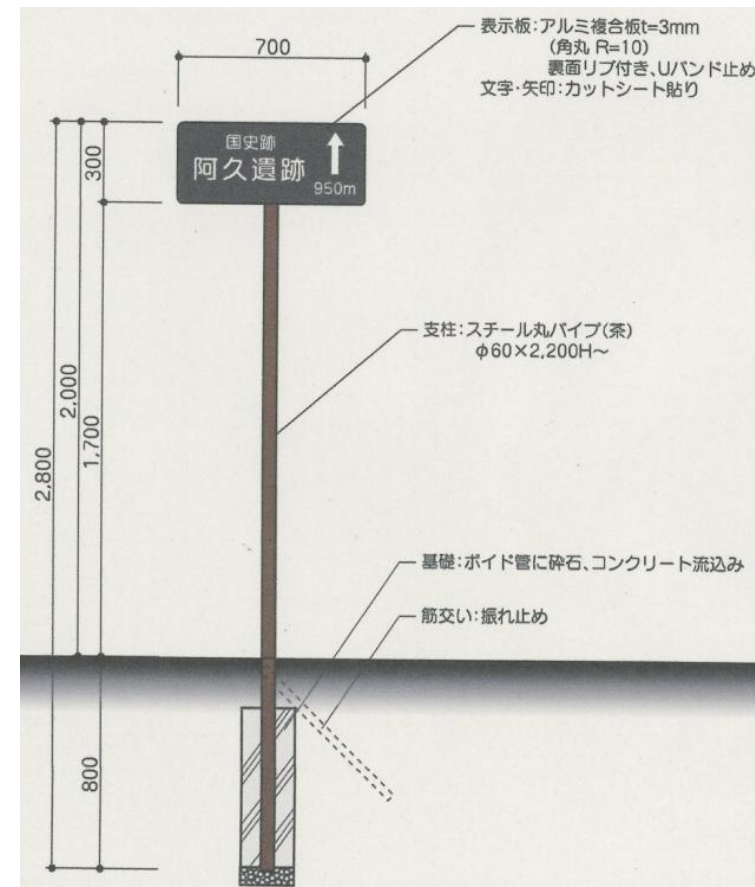 700
表示板:アルミ複合板t=3mm
(角丸 R=10)
裏面リブ付き、Uバンド止め
文字・矢印:カットシート貼り
国史跡
阿久遺跡
950m
300
支柱:スチール丸パイプ(茶)
φ60×2,200H~
2,000
1,700
2,800
基礎:ボイド管に砕石、コンクリート流込み
筋交い:振れ止め
800